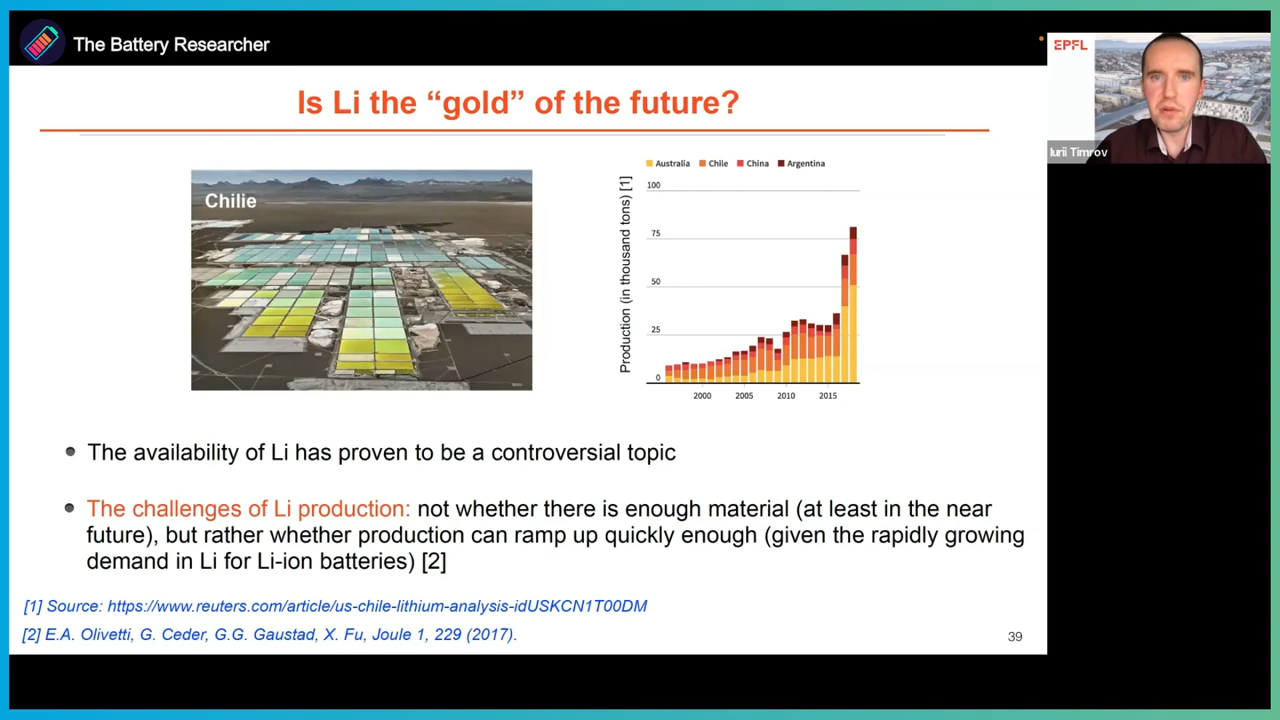 The Battery Researcher
EPFL
Iurii Timrov
Is Li the “gold” of the future?
Chilie
Australia Chile China Argentina
Production (in thousand tons) [1]
100
75
50
25
0
2000 2005 2010 2015
The availability of Li has proven to be a controversial topic
The challenges of Li production: not whether there is enough material (at least in the near
future), but rather whether production can ramp up quickly enough (given the rapidly growing
demand in Li for Li-ion batteries) [2]
[1] Source: https://www.reuters.com/article/us-chile-lithium-analysis-idUSKCN1T00DM
[2] E.A. Olivetti, G. Ceder, G.G. Gaustad, X. Fu, Joule 1, 229 (2017).
39